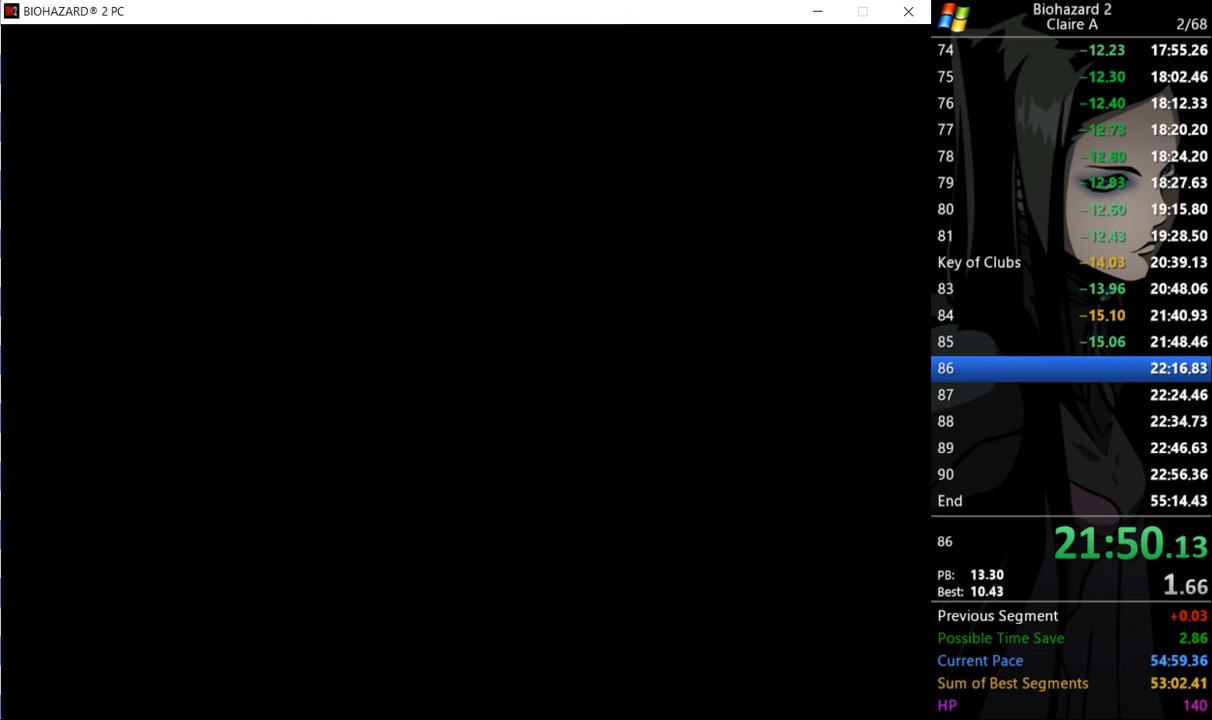 BIOHAZARD® 2 PC
Biohazard 2
Claire A 2/68
74 −12.23 17:55.26
75 −12.30 18:02.46
76 −12.40 18:12.33
77 −12.73 18:20.20
78 −12.80 18:24.20
79 −12.93 18:27.63
80 −12.60 19:15.80
81 −12.43 19:28.50
Key of Clubs −14.03 20:39.13
83 −13.96 20:48.06
84 −15.10 21:40.93
85 −15.06 21:48.46
86 22:16.83
87 22:24.46
88 22:34.73
89 22:46.63
90 22:56.36
End 55:14.43
86 21:50.13
PB: 13.30
Best: 10.43 1.66
Previous Segment +0.03
Possible Time Save 2.86
Current Pace 54:59.36
Sum of Best Segments 53:02.41
HP 140